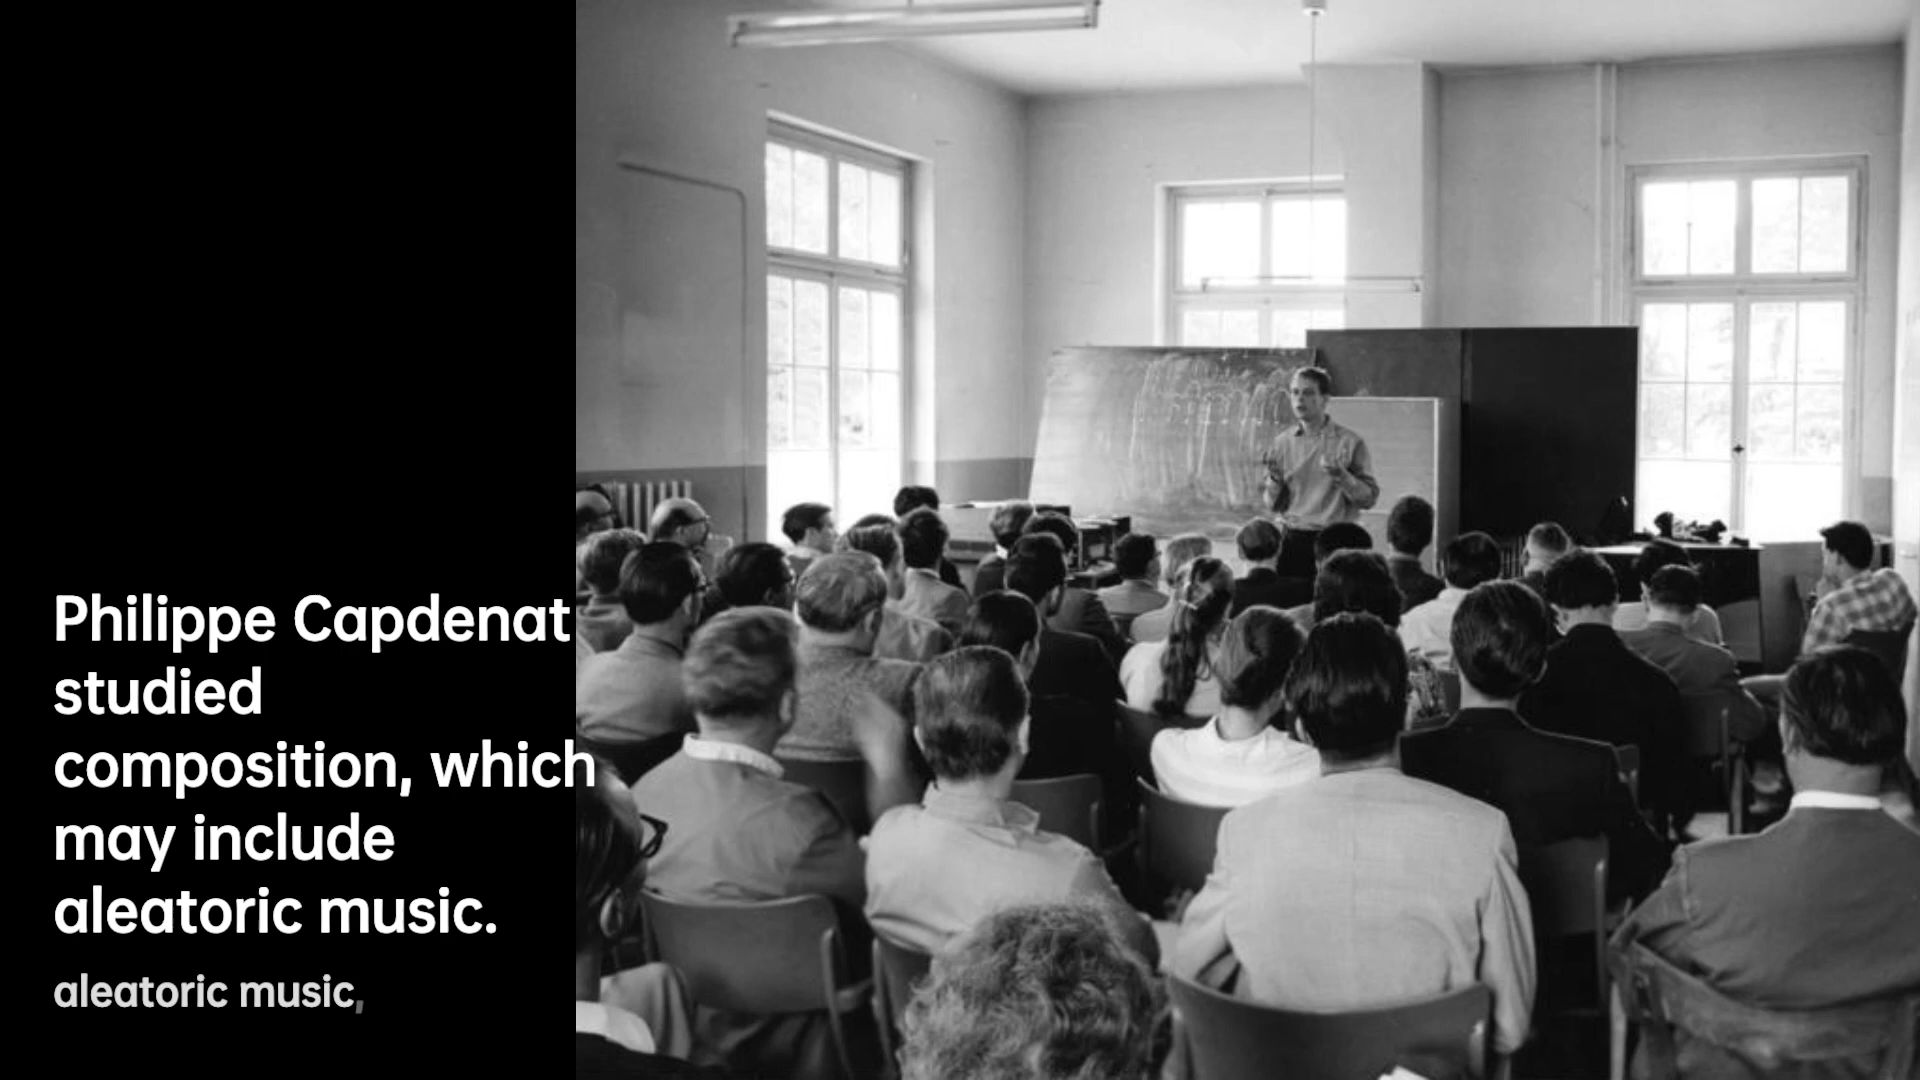 Philippe Capdenat
studied
composition, which
may include
aleatoric music.
aleatoric music,